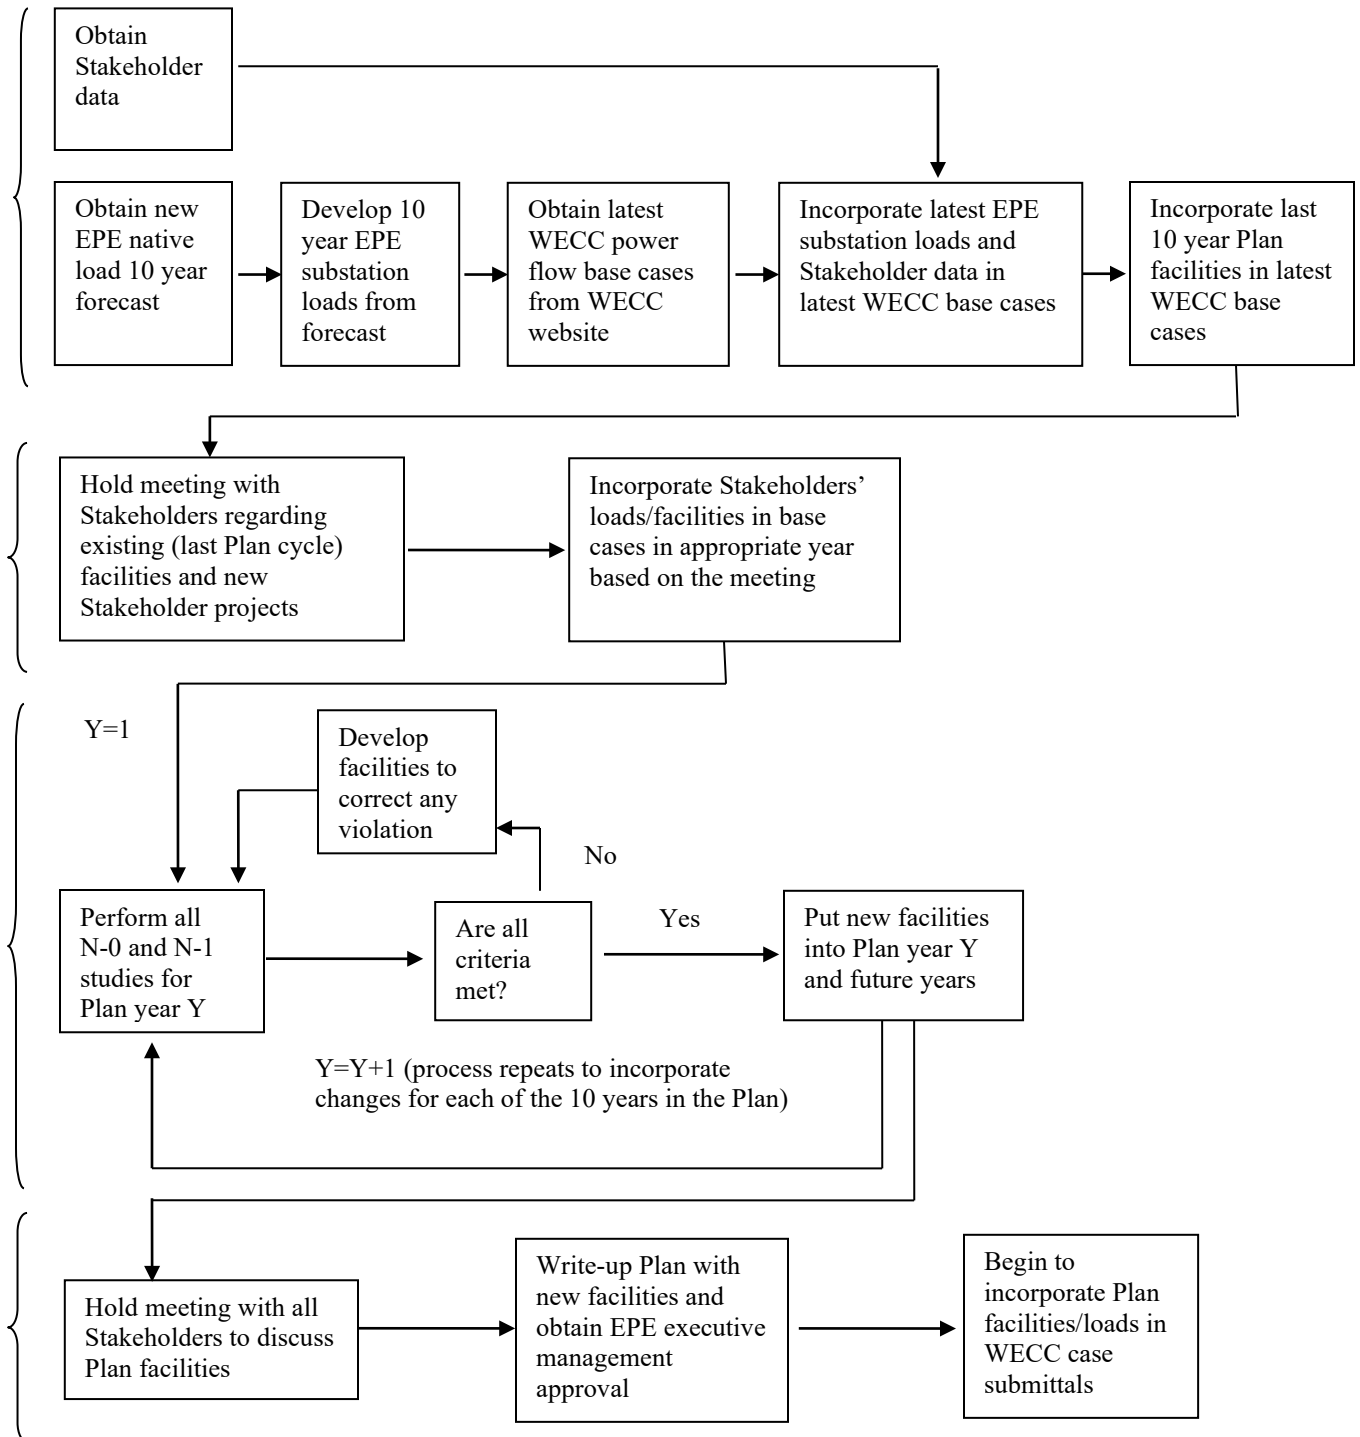 Obtain
Stakeholder
data
Obtain new
EPE native
load 10 year
forecast
Develop 10
year EPE
substation
loads from
forecast
Obtain latest
WECC power
flow base cases
from WECC
website
Incorporate latest EPE
substation loads and
Stakeholder data in
latest WECC base cases
Incorporate last
10 year Plan
facilities in latest
WECC base
cases
Hold meeting with
Stakeholders regarding
existing (last Plan cycle)
facilities and new
Stakeholder projects
Incorporate Stakeholders’
loads/facilities in base
cases in appropriate year
based on the meeting
Y=1
Develop
facilities to
correct any
violation
No
Perform all
N-0 and N-1
studies for
Plan year Y
Are all
criteria
met?
Yes
Put new facilities
into Plan year Y
and future years
Y=Y+1 (process repeats to incorporate
changes for each of the 10 years in the Plan)
Hold meeting with all
Stakeholders to discuss
Plan facilities
Write-up Plan with
new facilities and
obtain EPE executive
management
approval
Begin to
incorporate Plan
facilities/loads in
WECC case
submittals